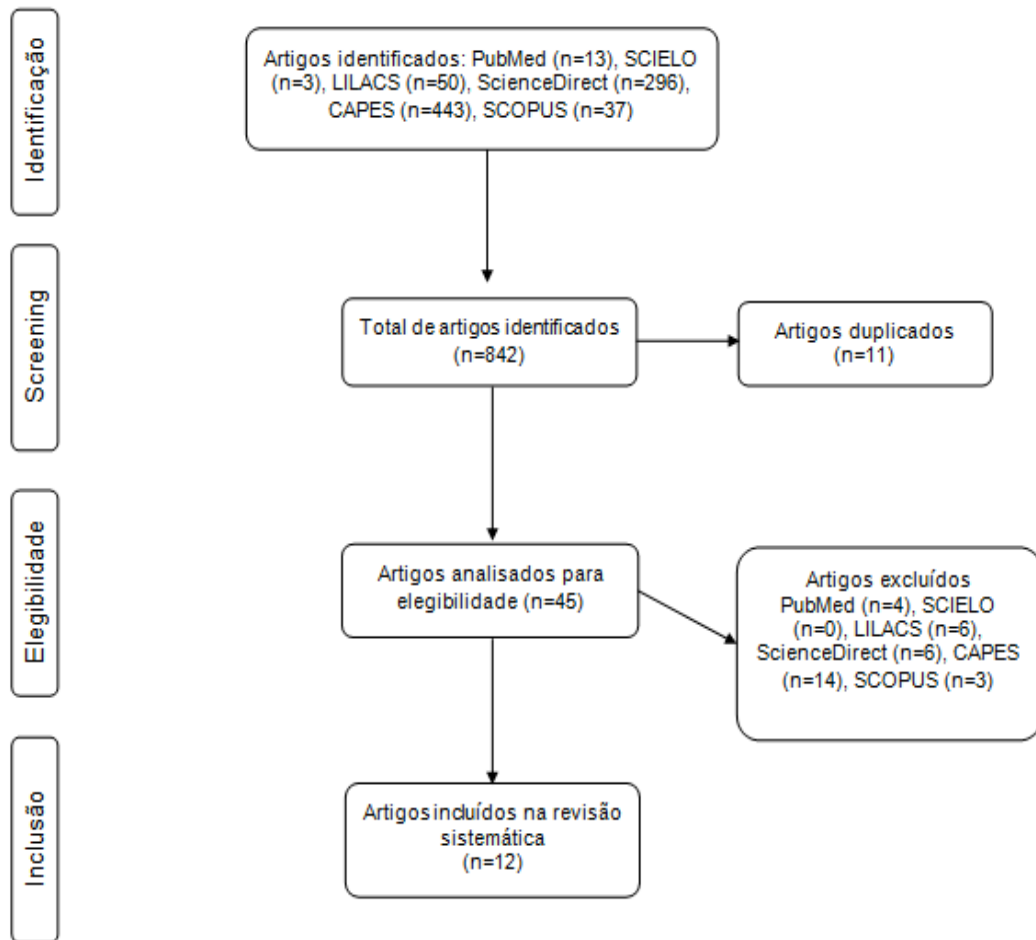 Identificação
Artigos identificados: PubMed (n=13), SCIELO
(n=3), LILACS (n=50), ScienceDirect (n=296),
CAPES (n=443), SCOPUS (n=37)
Screening
Total de artigos identificados
(n=842)
Artigos duplicados
(n=11)
Elegibilidade
Artigos analisados para
elegibilidade (n=45)
Artigos excluídos
PubMed (n=4), SCIELO
(n=0), LILACS (n=6),
ScienceDirect (n=6), CAPES
(n=14), SCOPUS (n=3)
Inclusão
Artigos incluídos na revisão
sistemática
(n=12)